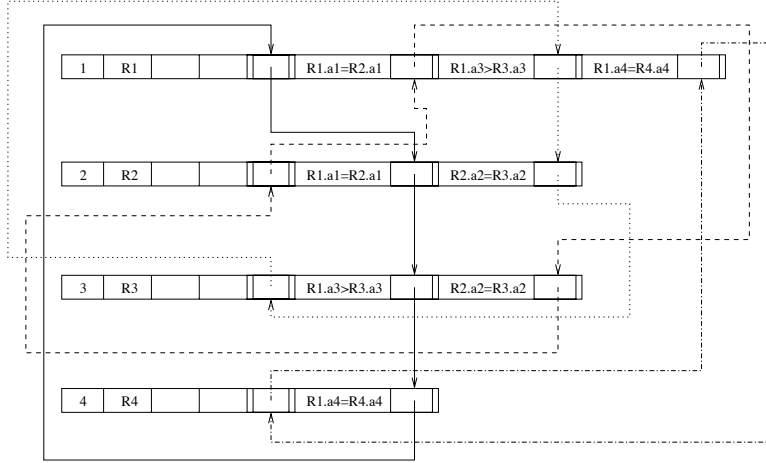 1 R1 R1.a1=R2.a1 R1.a3>R3.a3 R1.a4=R4.a4
2 R2 R1.a1=R2.a1 R2.a2=R3.a2
3 R3 R1.a3>R3.a3 R2.a2=R3.a2
4 R4 R1.a4=R4.a4